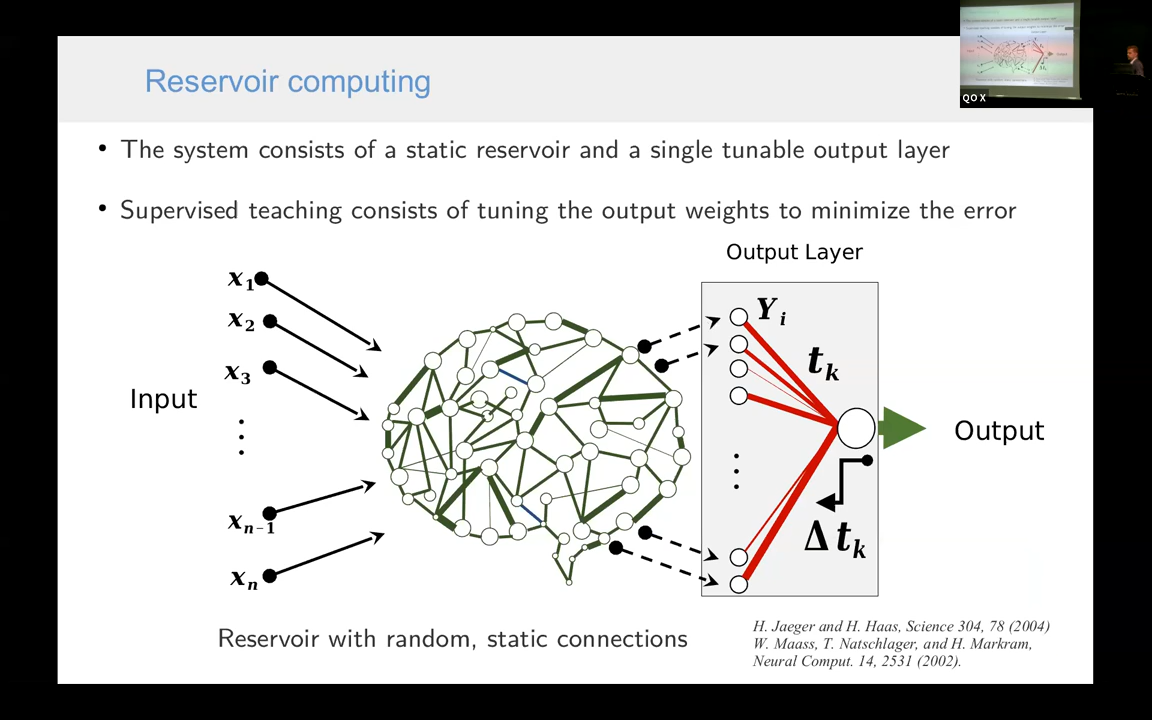 Reservoir computing
QO X
• The system consists of a static reservoir and a single tunable output layer
• Supervised teaching consists of tuning the output weights to minimize the error
Output Layer
x₁
x₂
x₃
Input
⋮
xₙ₋₁
xₙ
Yᵢ
tₖ
⋮
Δtₖ
Output
Reservoir with random, static connections
H. Jaeger and H. Haas, Science 304, 78 (2004)
W. Maass, T. Natschlager, and H. Markram,
Neural Comput. 14, 2531 (2002).